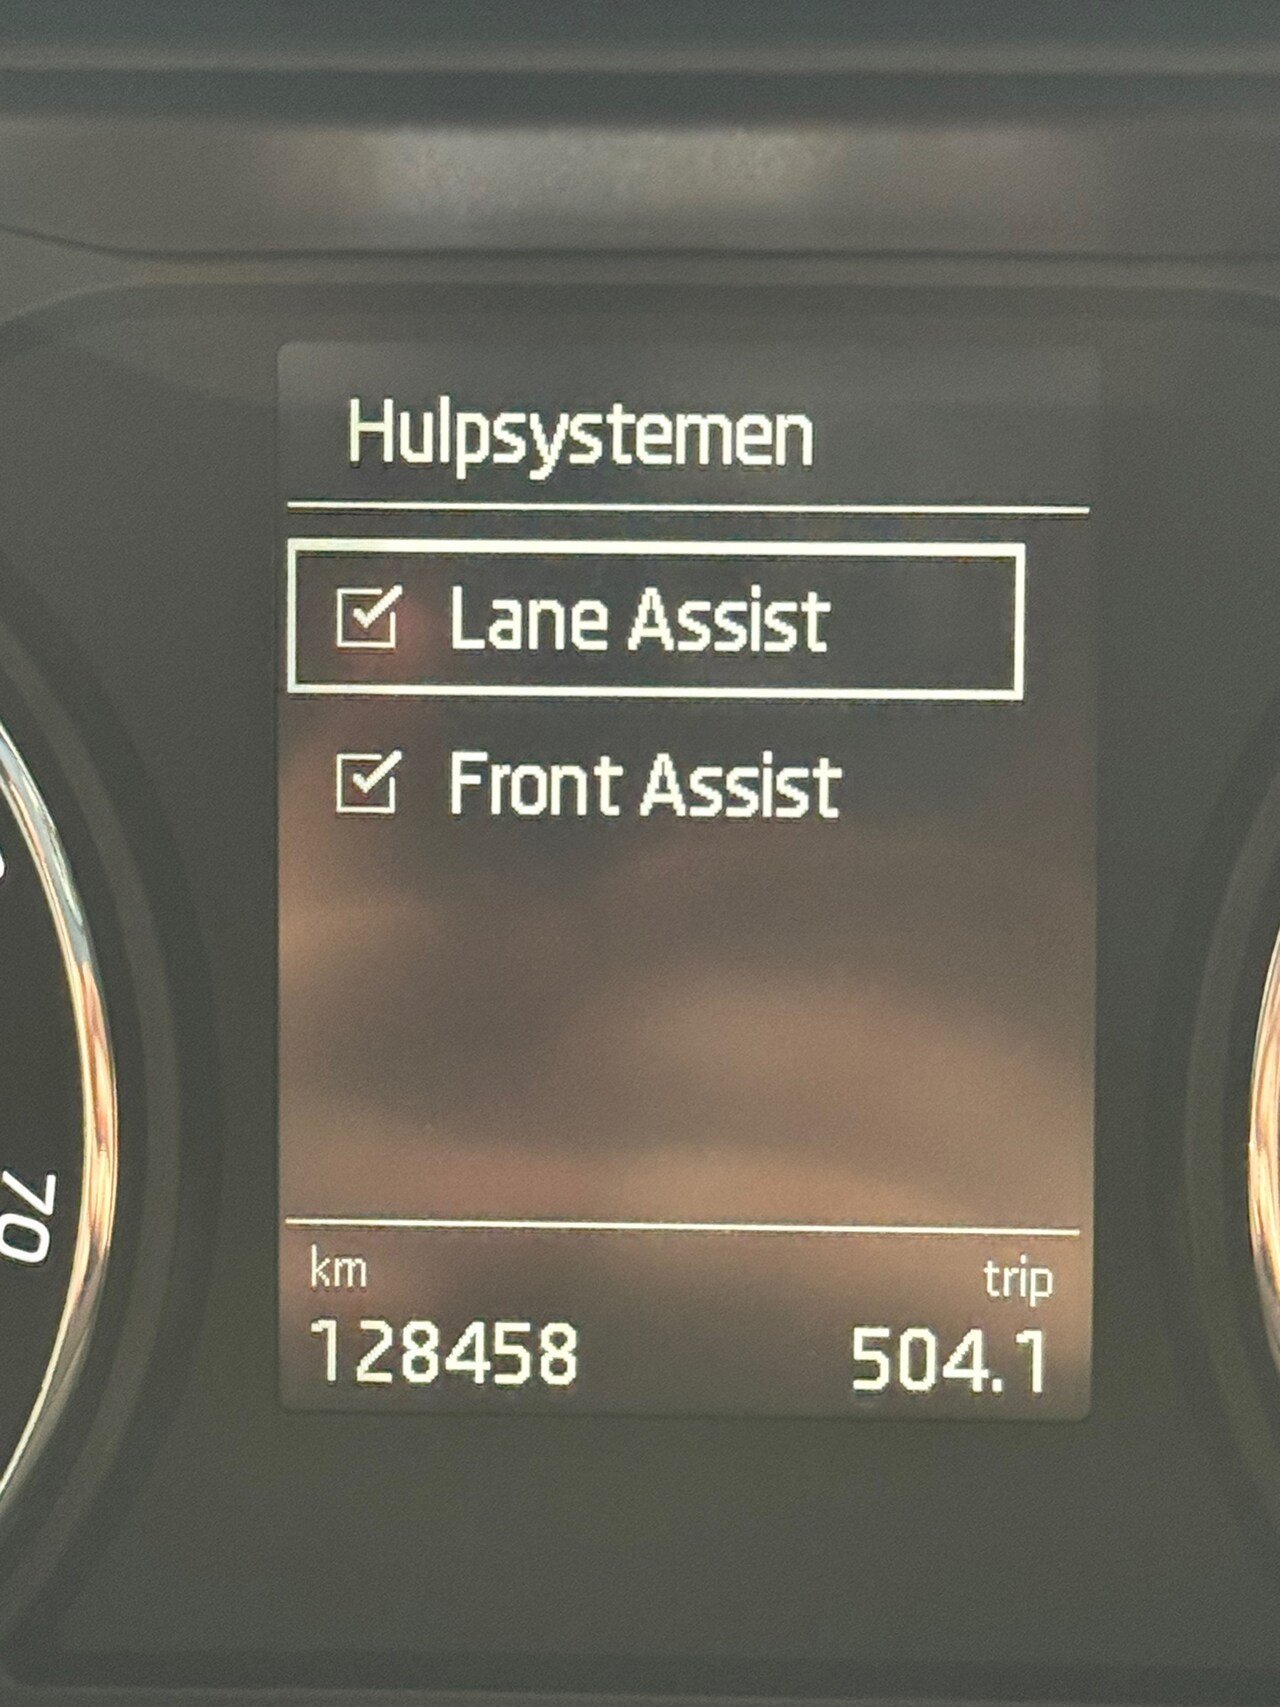 Hulpsystemen
Lane Assist
Front Assist
km trip
128458 504.1
70